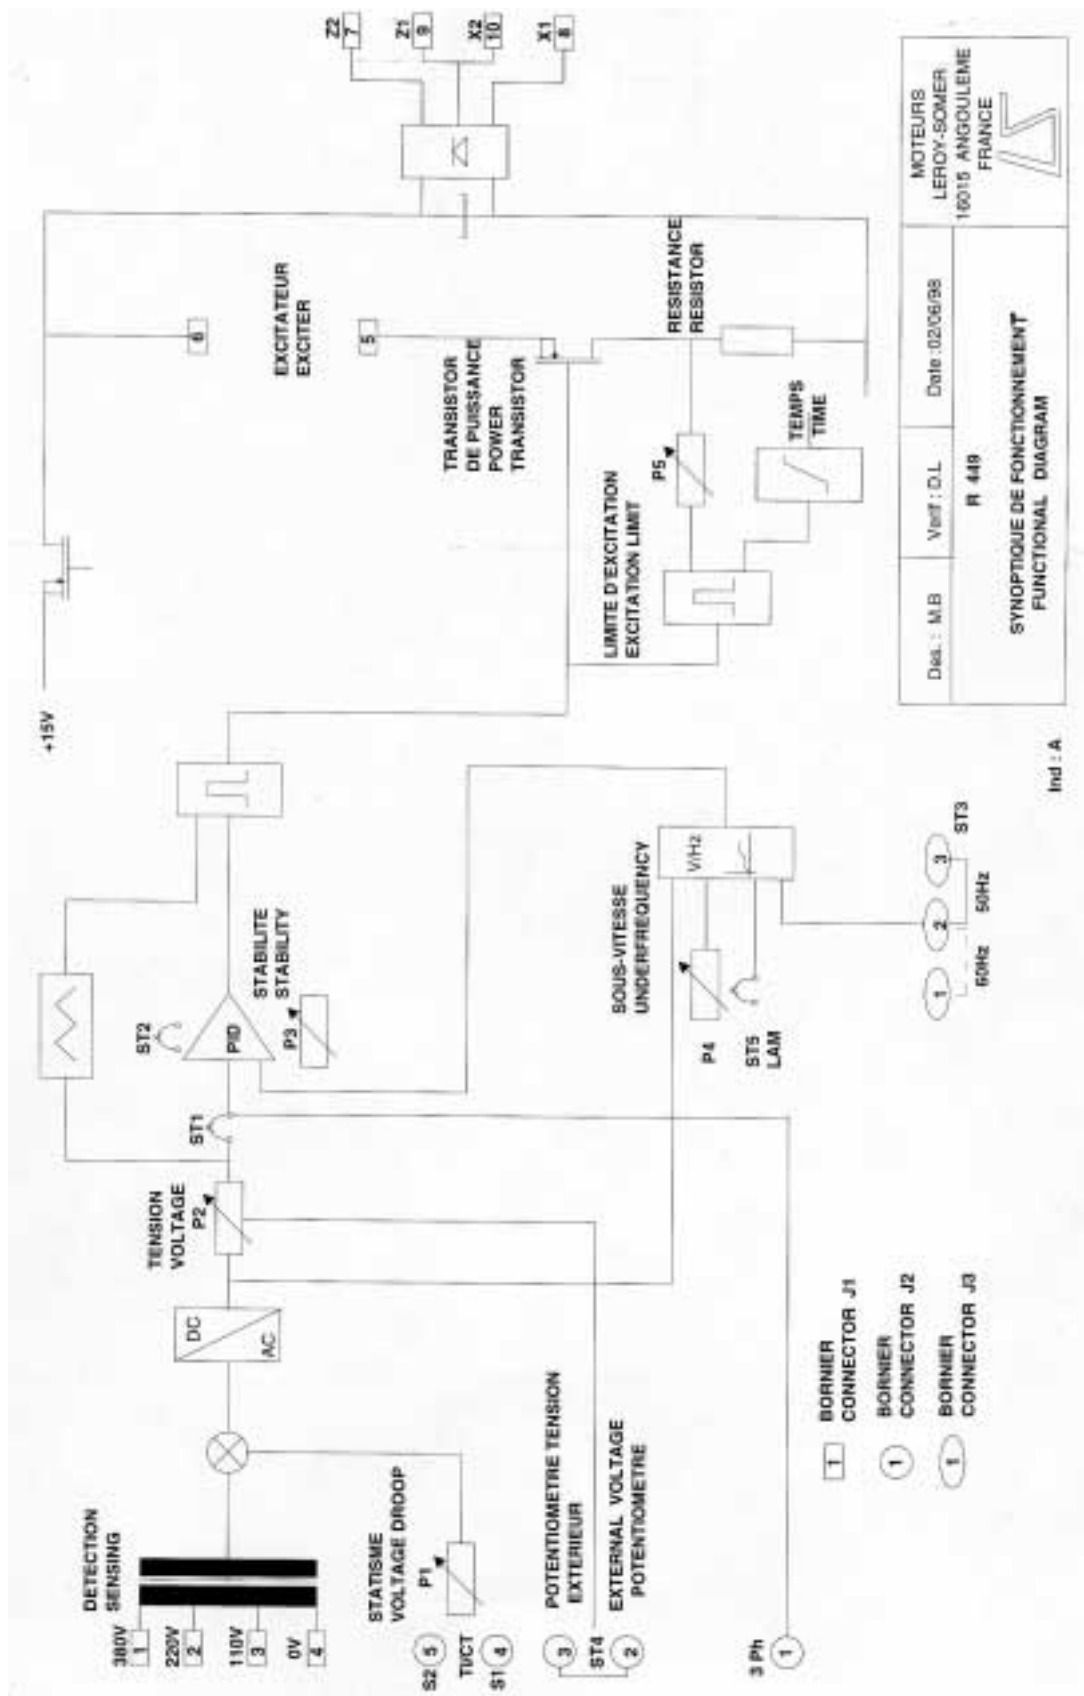 DETECTION
SENSING
380V
1
220V
2
110V
3
0V
4
STATISME
VOLTAGE DROOP
P1
S2 5
TI/CT
S1 4
POTENTIOMETRE TENSION
EXTERIEUR
3
ST4
2
EXTERNAL VOLTAGE
POTENTIOMETRE
3 Ph
1
DC
AC
TENSION
VOLTAGE
P2
ST1
ST2
PID
STABILITE
STABILITY
P3
SOUS-VITESSE
UNDERFREQUENCY
V/Hz
P4
ST5
LAM
1
2
3
ST3
50Hz
1
BORNIER
CONNECTOR J1
1
BORNIER
CONNECTOR J2
1
BORNIER
CONNECTOR J3
+15V
6
EXCITATEUR
EXCITER
5
TRANSISTOR
DE PUISSANCE
POWER
TRANSISTOR
LIMITE D'EXCITATION
EXCITATION LIMIT
P5
RESISTANCE
RESISTOR
TEMPS
TIME
Z2
7
Z1
9
X2
10
X1
8
Ind : A
Des. : M.B
Verif : D.L
Date :02/06/98
MOTEURS
LEROY-SOMER
16015 ANGOULEME
FRANCE
R 449
SYNOPTIQUE DE FONCTIONNEMENT
FUNCTIONAL DIAGRAM